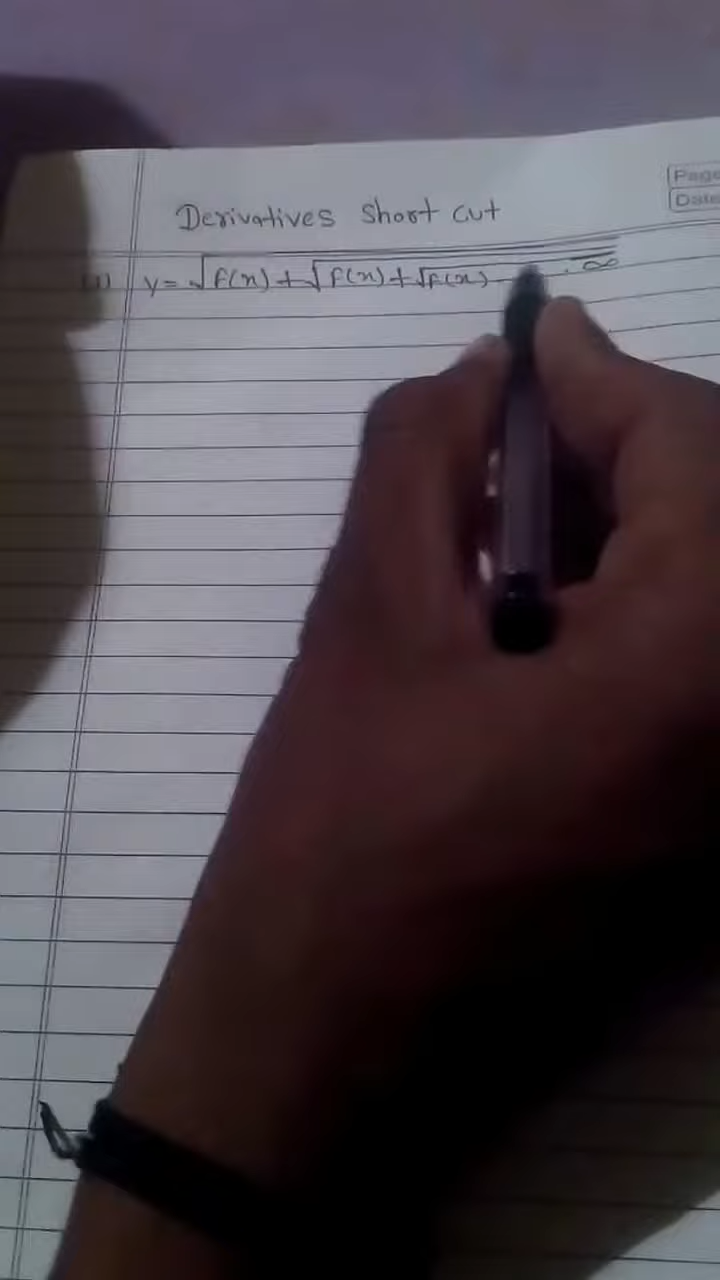 Page
Date
Derivatives Short cut
(1) y = √f(x) + √f(x) + √f(x) - . ∞